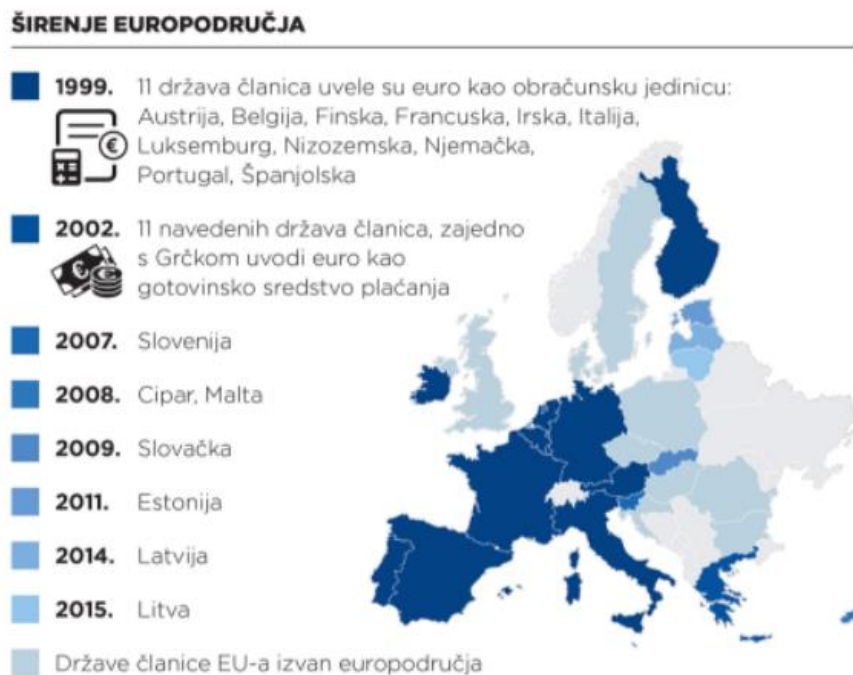 ŠIRENJE EUROPODRUČJA
1999. 11 država članica uvele su euro kao obračunsku jedinicu:
Austrija, Belgija, Finska, Francuska, Irska, Italija,
Luksemburg, Nizozemska, Njemačka,
Portugal, Španjolska
2002. 11 navedenih država članica, zajedno
s Grčkom uvodi euro kao
gotovinsko sredstvo plaćanja
2007. Slovenija
2008. Cipar, Malta
2009. Slovačka
2011. Estonija
2014. Latvija
2015. Litva
Države članice EU-a izvan europodručja